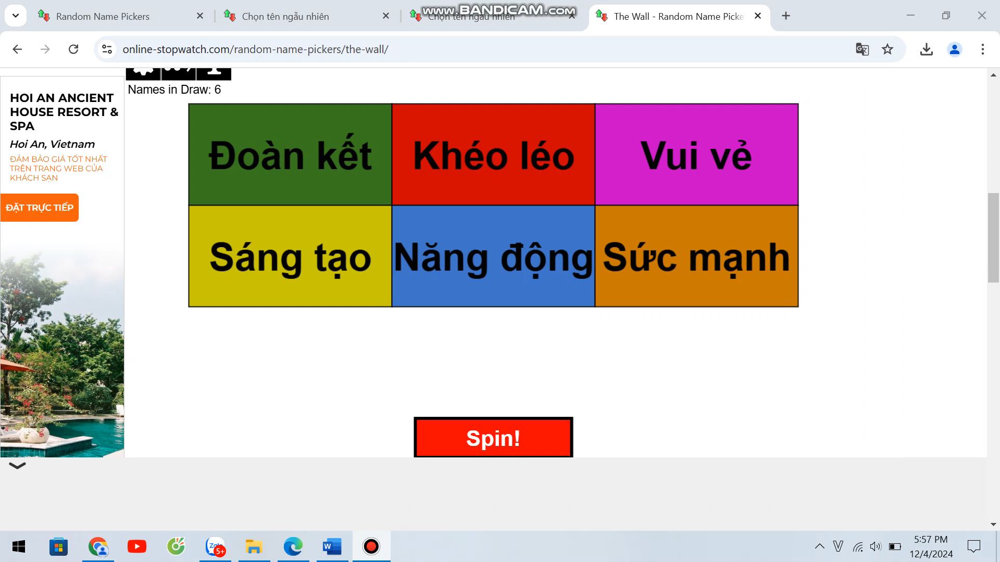 Random Name Pickers
Chọn tên ngẫu nhiên
Chọn tên ngẫu nhiên
www.BANDICAM.com
The Wall - Random Name Picke
online-stopwatch.com/random-name-pickers/the-wall/
Names in Draw: 6
HOI AN ANCIENT
HOUSE RESORT &
SPA
Hoi An, Vietnam
ĐẢM BẢO GIÁ TỐT NHẤT
TRÊN TRANG WEB CỦA
KHÁCH SẠN
ĐẶT TRỰC TIẾP
Đoàn kết
Khéo léo
Vui vẻ
Sáng tạo
Năng động
Sức mạnh
Spin!
Zalo
5+
W
V
5:57 PM
12/4/2024